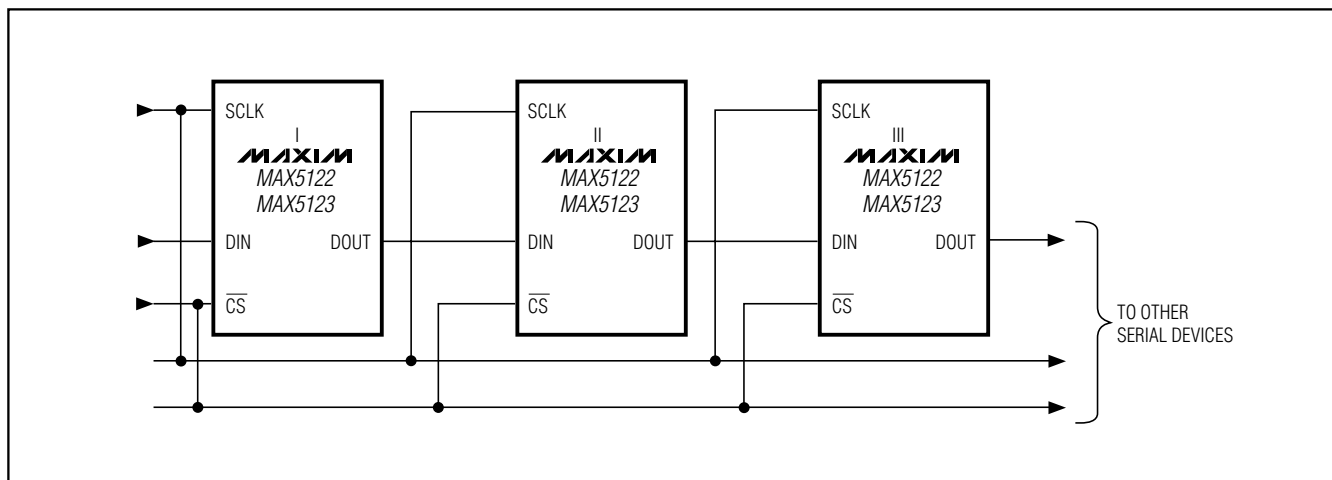 SCLK
I
MAXIM
MAX5122
MAX5123
DIN DOUT
CS
SCLK
II
MAXIM
MAX5122
MAX5123
DIN DOUT
CS
SCLK
III
MAXIM
MAX5122
MAX5123
DIN DOUT
CS
TO OTHER
SERIAL DEVICES